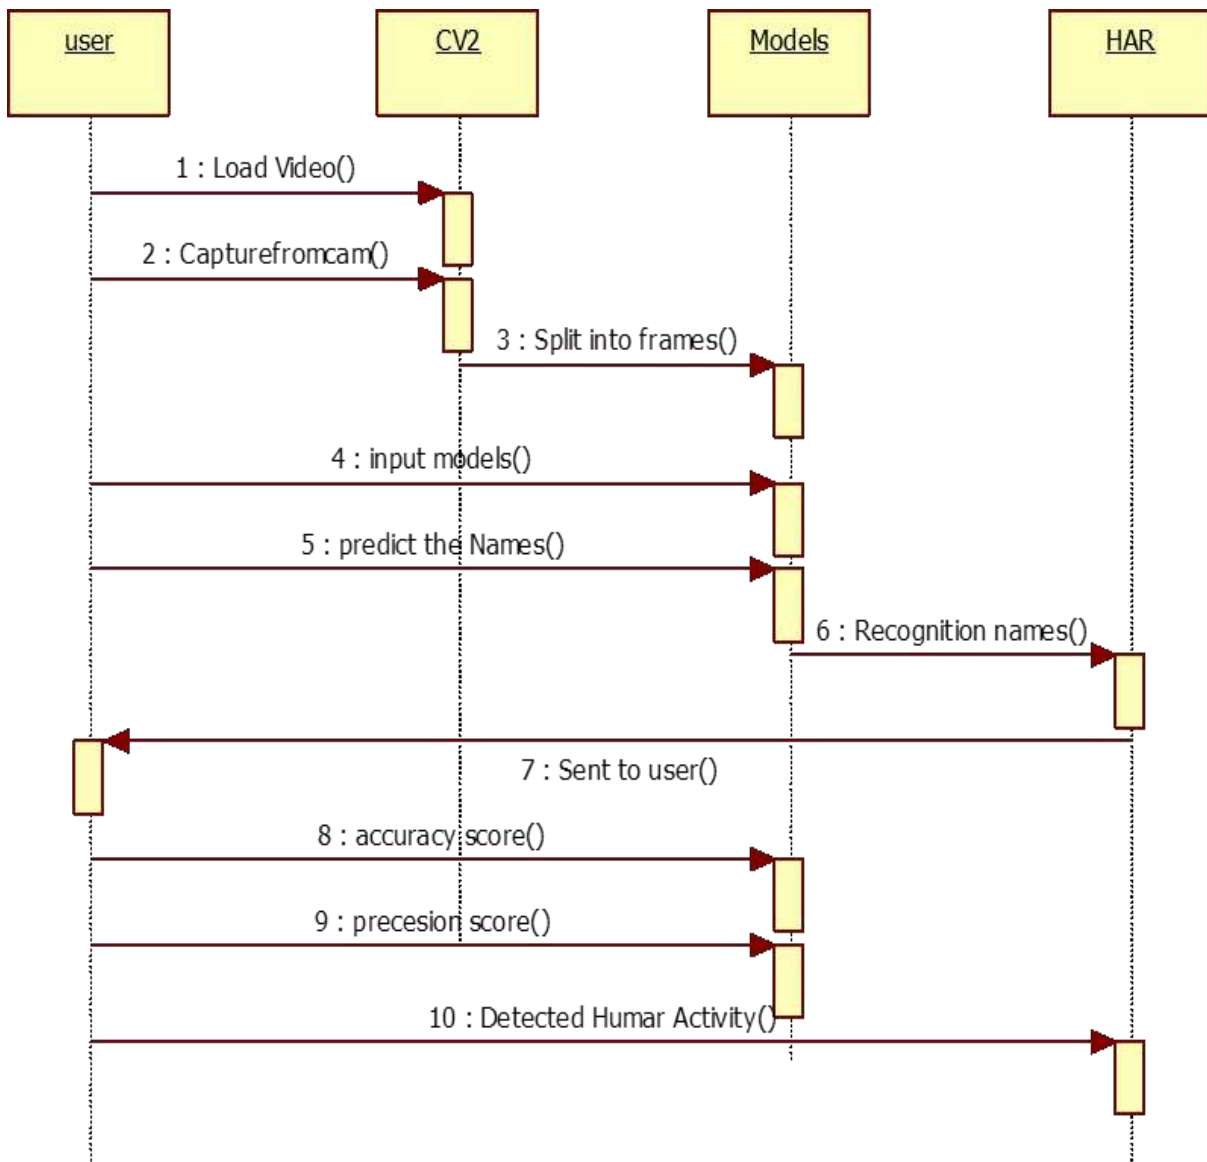 user
CV2
Models
HAR
1 : Load Video()
2 : Capturefromcam()
3 : Split into frames()
4 : input models()
5 : predict the Names()
6 : Recognition names()
7 : Sent to user()
8 : accuracy score()
9 : precesion score()
10 : Detected Humar Activity()